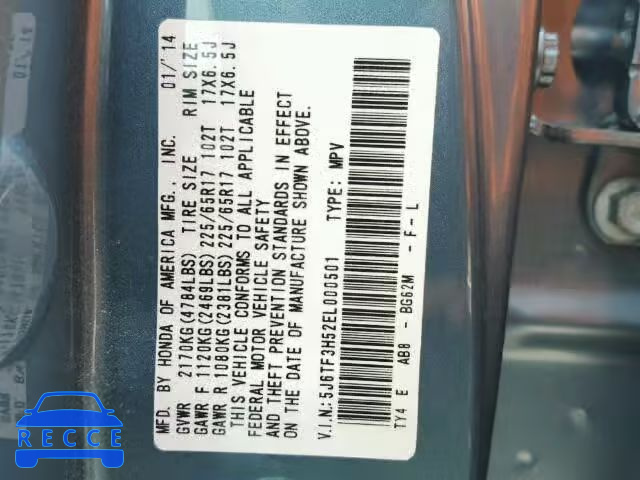 MFD. BY HONDA OF AMERICA MFG., INC. 01/'14
GVWR 2170KG(4784LBS) TIRE SIZE RIM SIZE
GAWR F 1120KG(2468LBS) 225/65R17 102T 17X6.5J
GAWR R 1080KG(2381LBS) 225/65R17 102T 17X6.5J
THIS VEHICLE CONFORMS TO ALL APPLICABLE
FEDERAL MOTOR VEHICLE SAFETY
AND THEFT PREVENTION STANDARDS IN EFFECT
ON THE DATE OF MANUFACTURE SHOWN ABOVE.
V.I.N:5J6TF3H52EL000501 TYPE: MPV
TY4 E AB8 - BG62M - F - L
RECCE